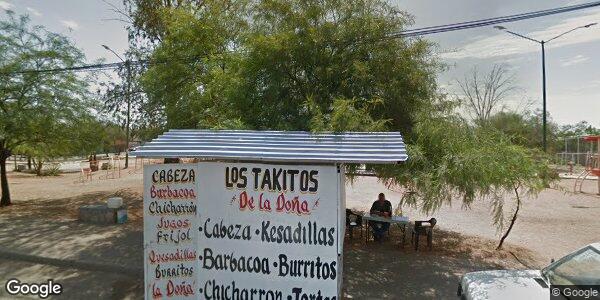 CABEZA
Barbacoa
Chicharrón
Jugos
frijol
Quesadillas
Burritos
la Doña
Los TAKITOS
De la Doña
Cabeza - Kesadillas
Barbacoa - Burritos
Chicharron - Tortas
Google
© Google